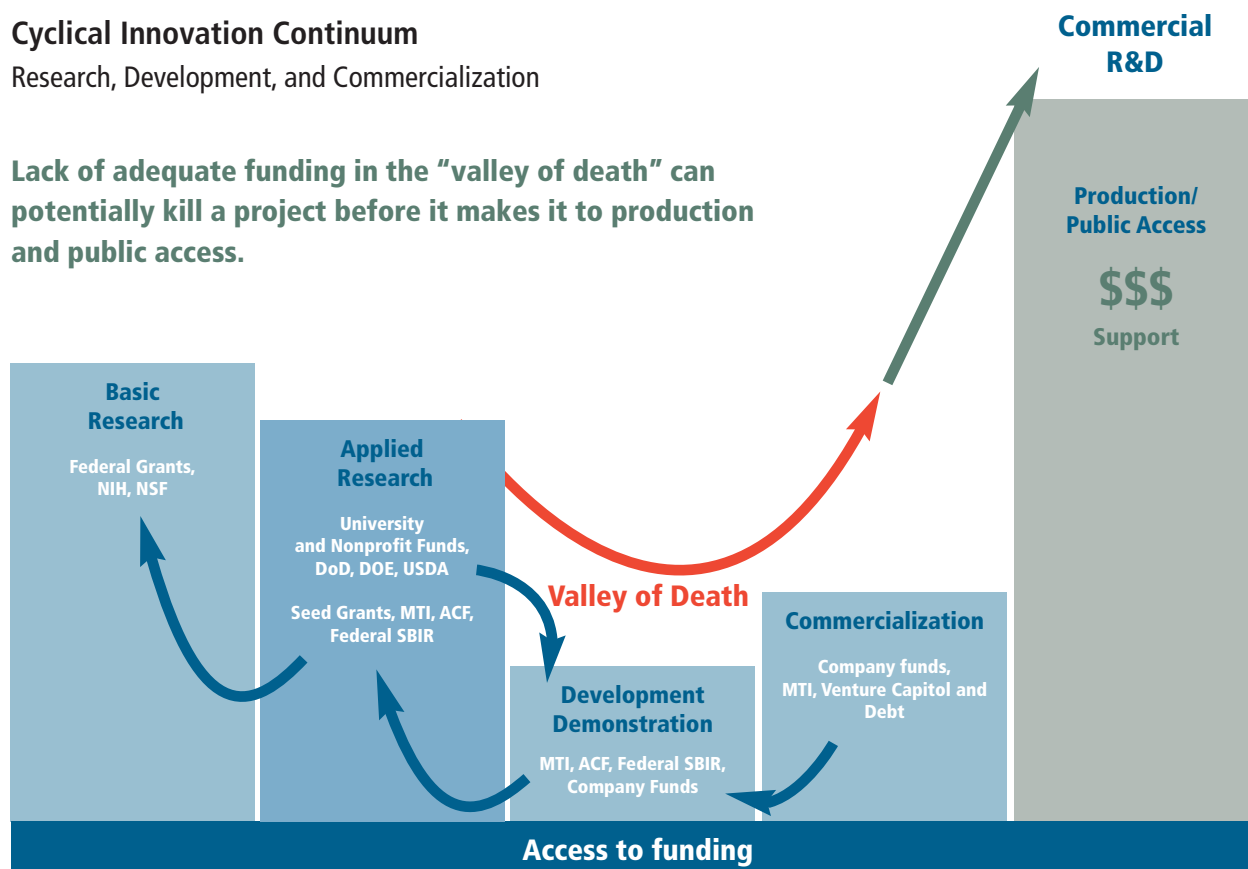 Cyclical Innovation Continuum
Research, Development, and Commercialization
Lack of adequate funding in the “valley of death” can
potentially kill a project before it makes it to production
and public access.
Commercial
R&D
Production/
Public Access
$$$
Support
Basic
Research
Federal Grants,
NIH, NSF
Applied
Research
University
and Nonprofit Funds,
DoD, DOE, USDA
Seed Grants, MTI, ACF,
Federal SBIR
Valley of Death
Development
Demonstration
MTI, ACF, Federal SBIR,
Company Funds
Commercialization
Company funds,
MTI, Venture Capitol and
Debt
Access to funding